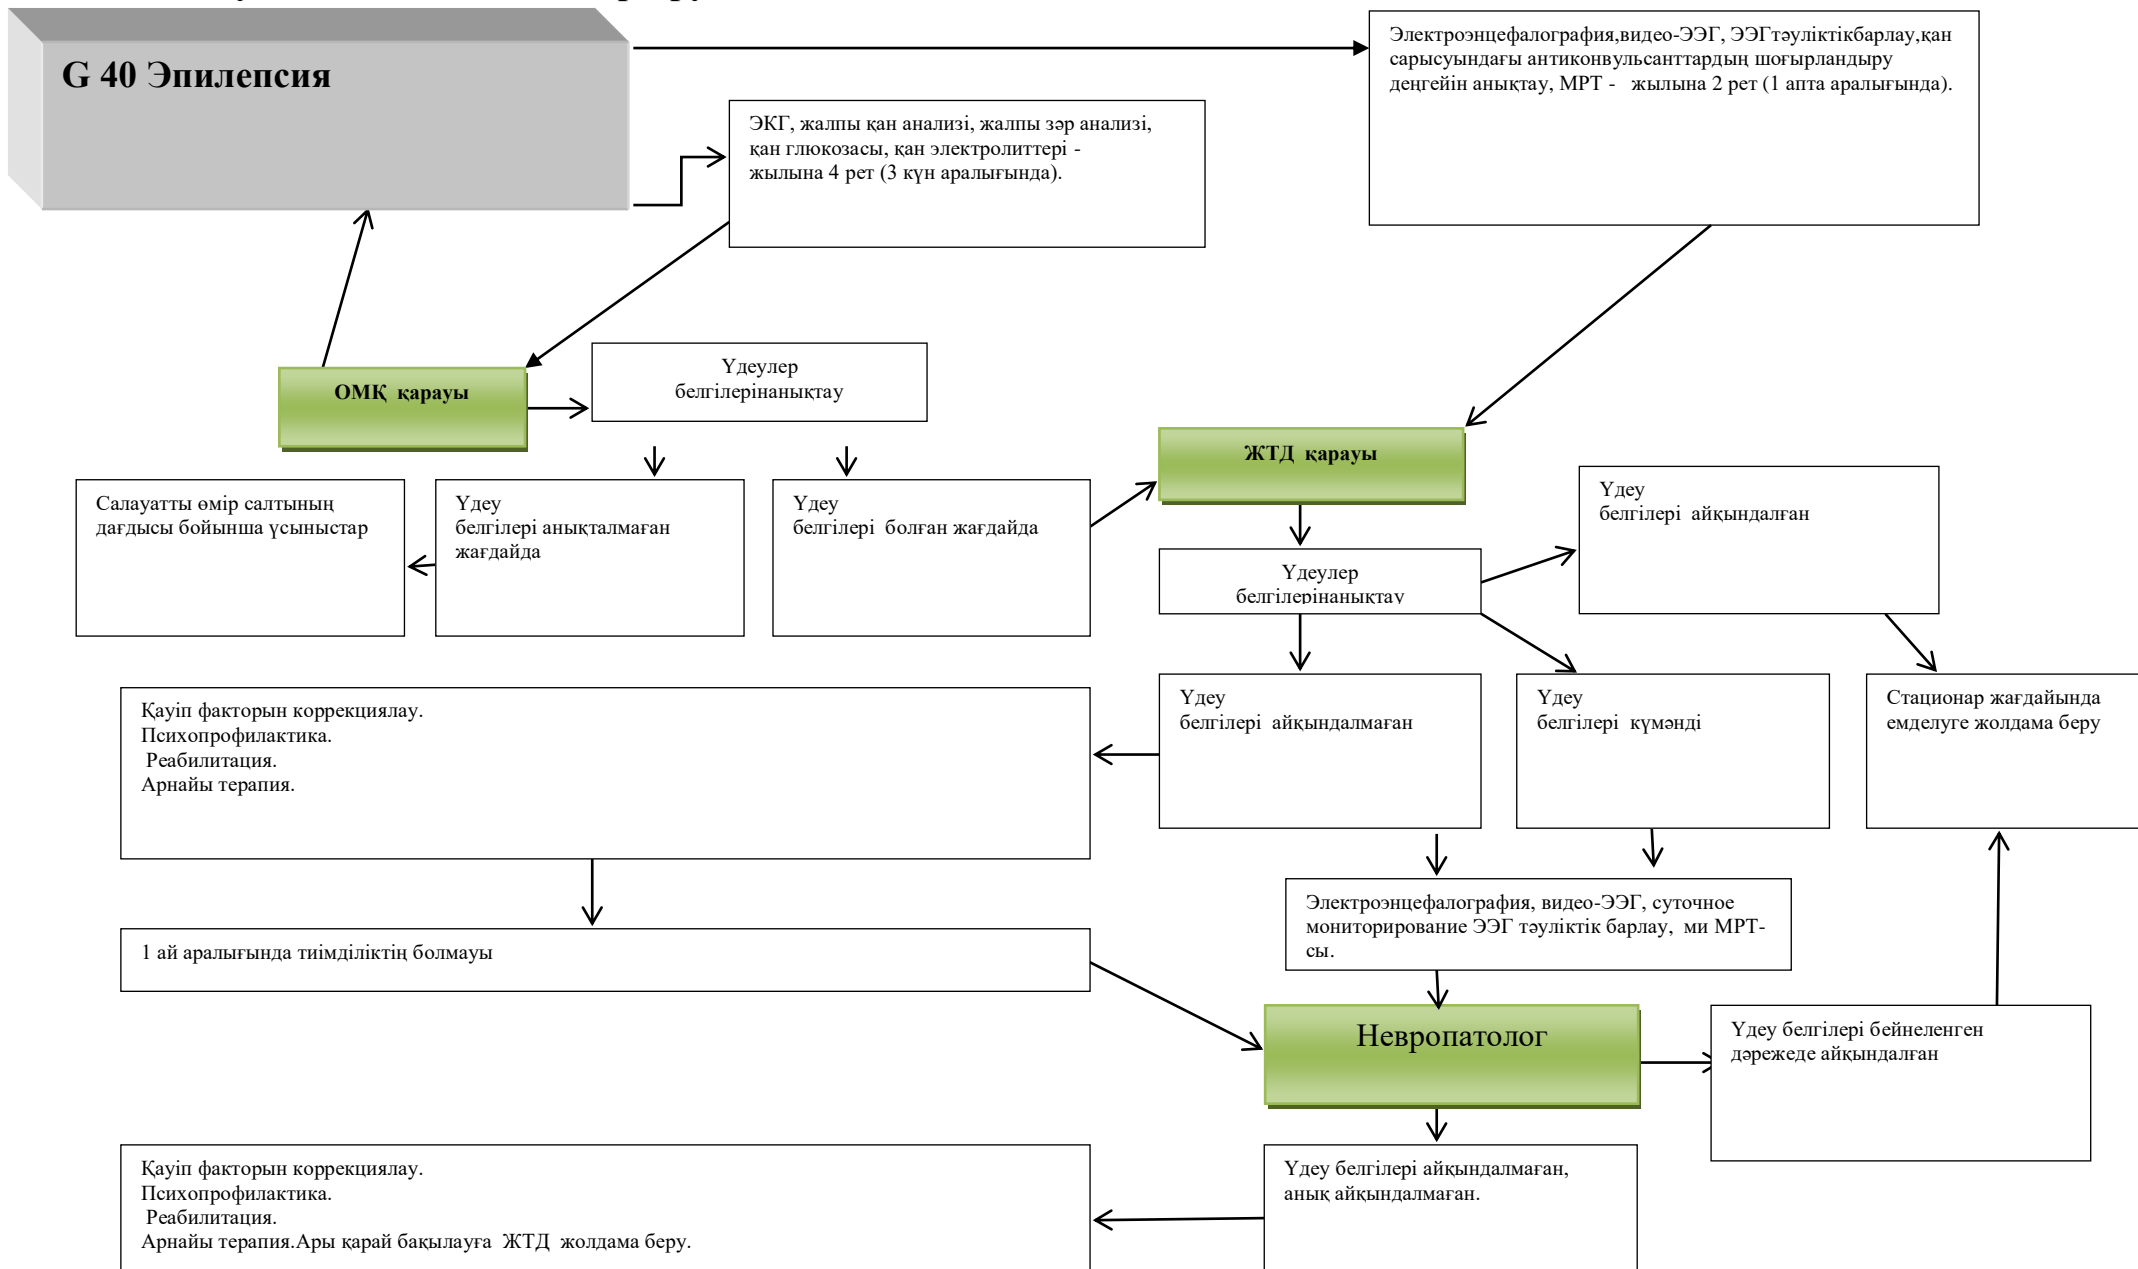 G 40 Эпилепсия
Электроэнцефалография,видео-ЭЭГ, ЭЭГтәуліктікбарлау,қан
сарысуындағы антиконвульсанттардың шоғырландыру
деңгейін анықтау, МРТ - жылына 2 рет (1 апта аралығында).
ЭКГ, жалпы қан анализі, жалпы зәр анализі,
қан глюкозасы, қан электролиттері -
жылына 4 рет (3 күн аралығында).
ОМҚ қарауы
Үдеулер
белгілерінанықтау
ЖТД қарауы
Салауатты өмір салтының
дағдысы бойынша ұсыныстар
Үдеу
белгілері анықталмаған
жағдайда
Үдеу
белгілері болған жағдайда
Үдеу
белгілері айқындалған
Үдеулер
белгілерінанықтау
Қауіп факторын коррекциялау.
Психопрофилактика.
Реабилитация.
Арнайы терапия.
Үдеу
белгілері айқындалмаған
Үдеу
белгілері күмәнді
Стационар жағдайында
емделуге жолдама беру
Электроэнцефалография, видео-ЭЭГ, суточное
мониторирование ЭЭГ тәуліктік барлау, ми МРТ-
сы.
1 ай аралығында тиімділіктің болмауы
Невропатолог
Үдеу белгілері бейнеленген
дәрежеде айқындалған
Қауіп факторын коррекциялау.
Психопрофилактика.
Реабилитация.
Арнайы терапия.Ары қарай бақылауға ЖТД жолдама беру.
Үдеу белгілері айқындалмаған,
анық айқындалмаған.